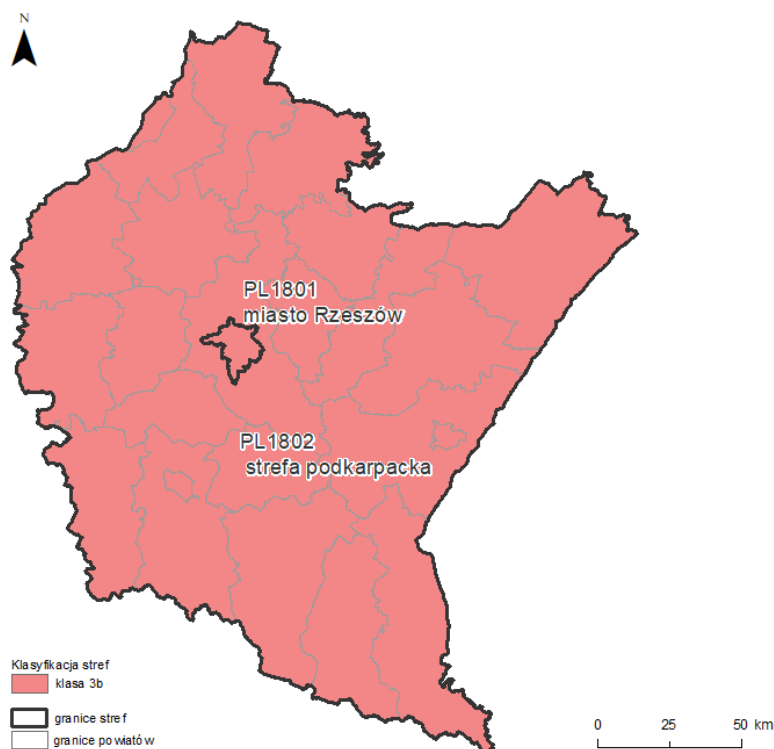 N
PL1801
miasto Rzeszów
PL1802
strefa podkarpacka
Klasyfikacja stref
klasa 3b
granice stref
granice powiatów
0 25 50 km